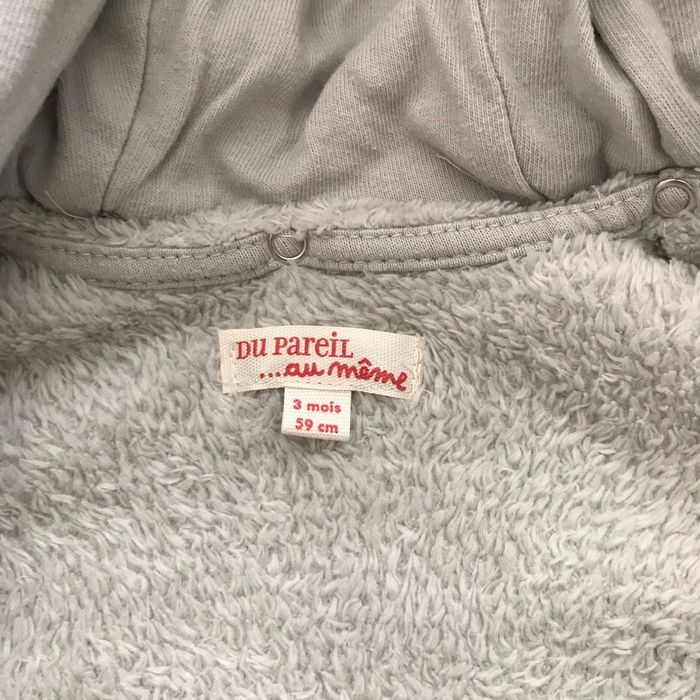 DU PAREIL
...au même
3 mois
59 cm